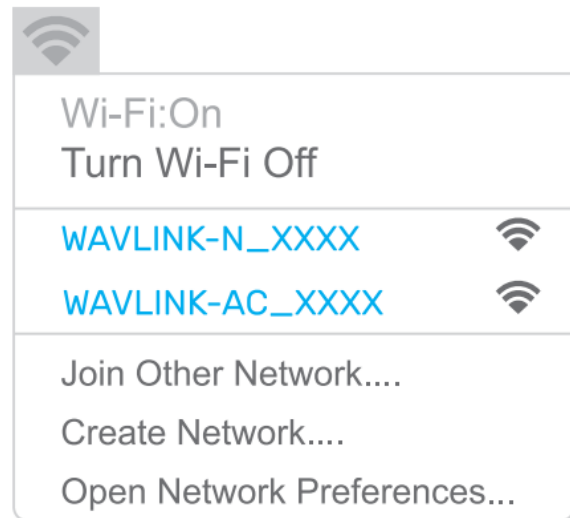 Wi-Fi:On
Turn Wi-Fi Off
WAVLINK-N_XXXX
WAVLINK-AC_XXXX
Join Other Network....
Create Network....
Open Network Preferences...